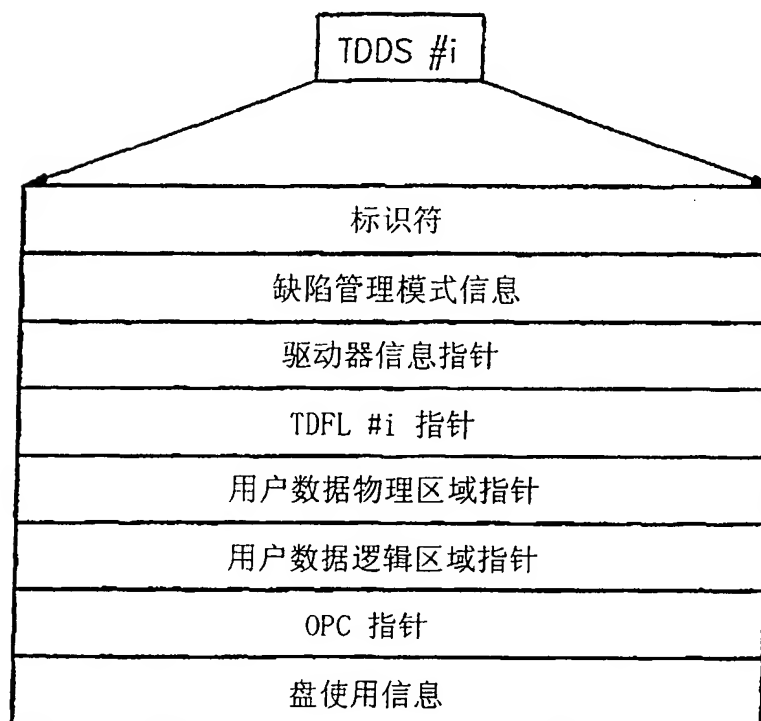 TDDS #i
标识符
缺陷管理模式信息
驱动器信息指针
TDFL #i 指针
用户数据物理区域指针
用户数据逻辑区域指针
OPC 指针
盘使用信息